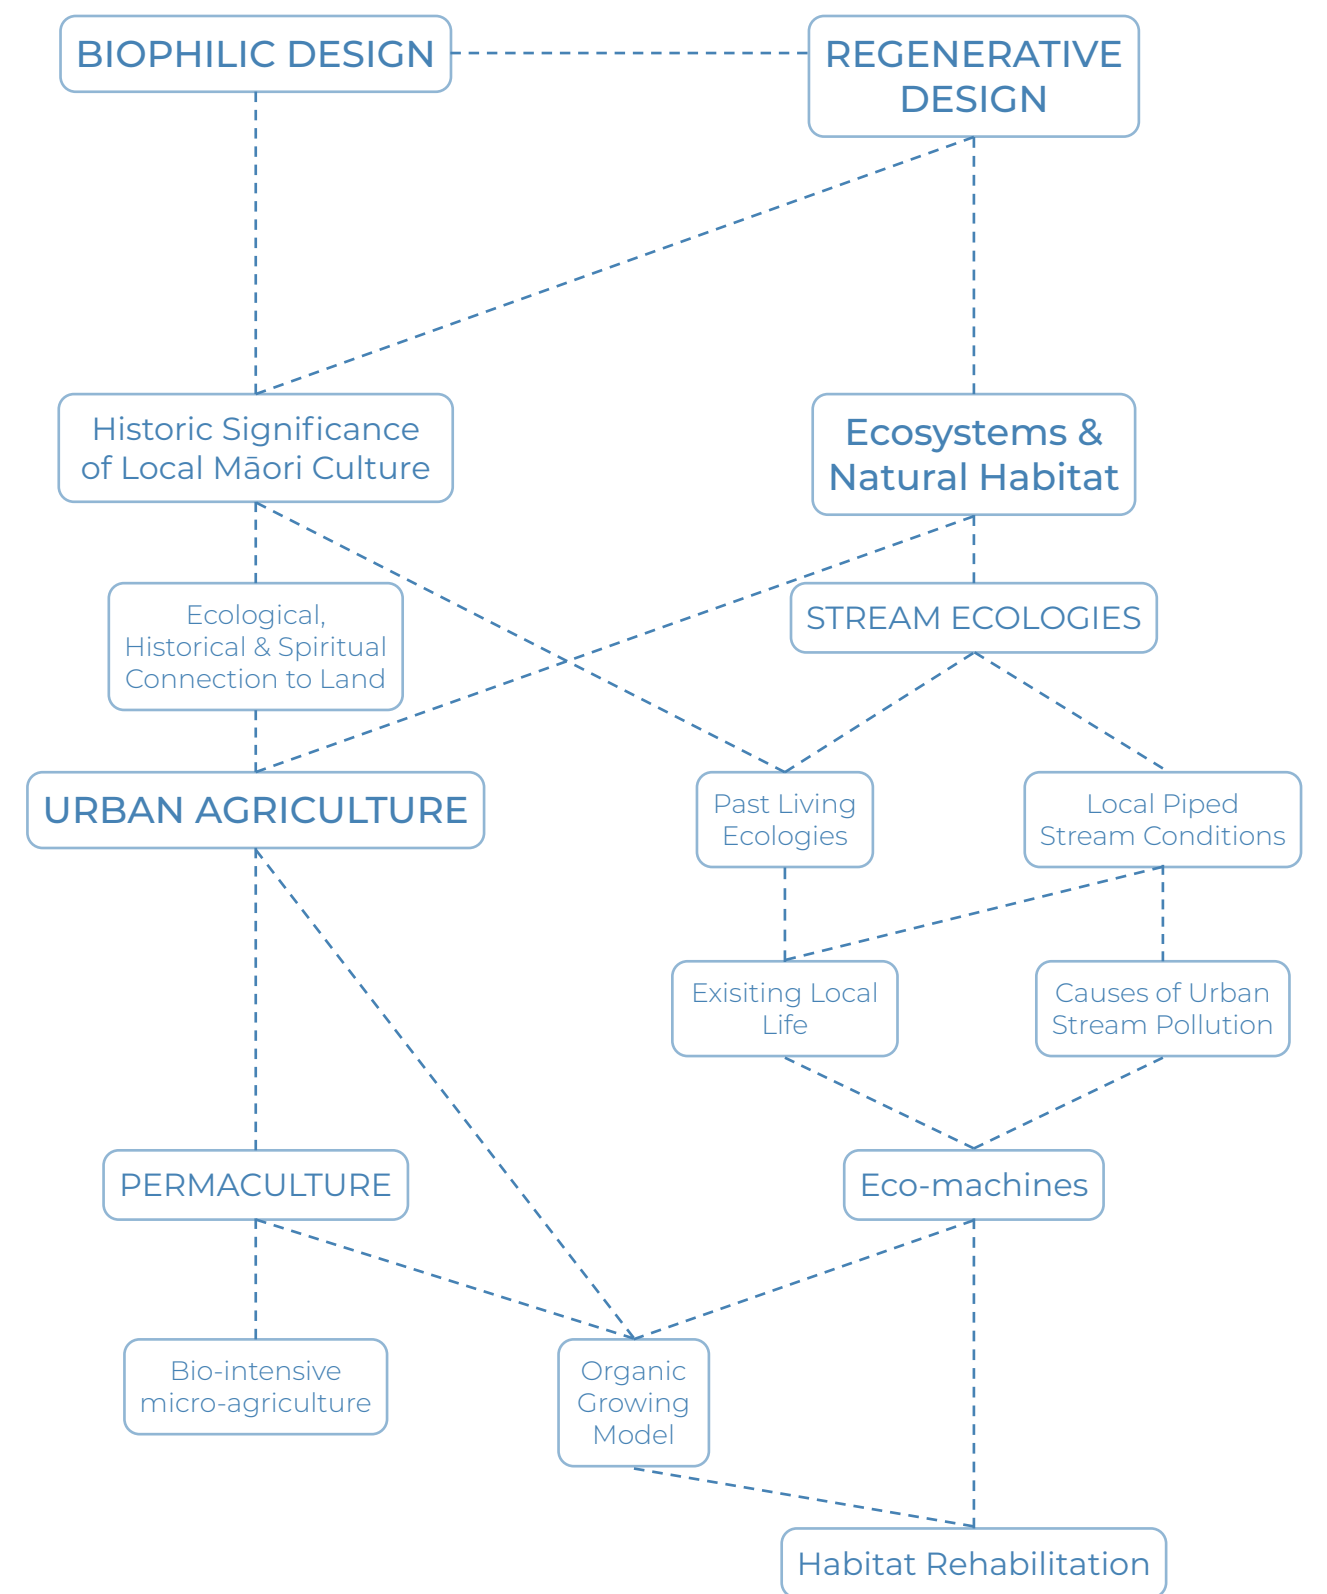 BIOPHILIC DESIGN
REGENERATIVE
DESIGN
Historic Significance
of Local Māori Culture
Ecosystems &
Natural Habitat
Ecological,
Historical & Spiritual
Connection to Land
STREAM ECOLOGIES
URBAN AGRICULTURE
Past Living
Ecologies
Local Piped
Stream Conditions
Exisiting Local
Life
Causes of Urban
Stream Pollution
PERMACULTURE
Eco-machines
Bio-intensive
micro-agriculture
Organic
Growing
Model
Habitat Rehabilitation